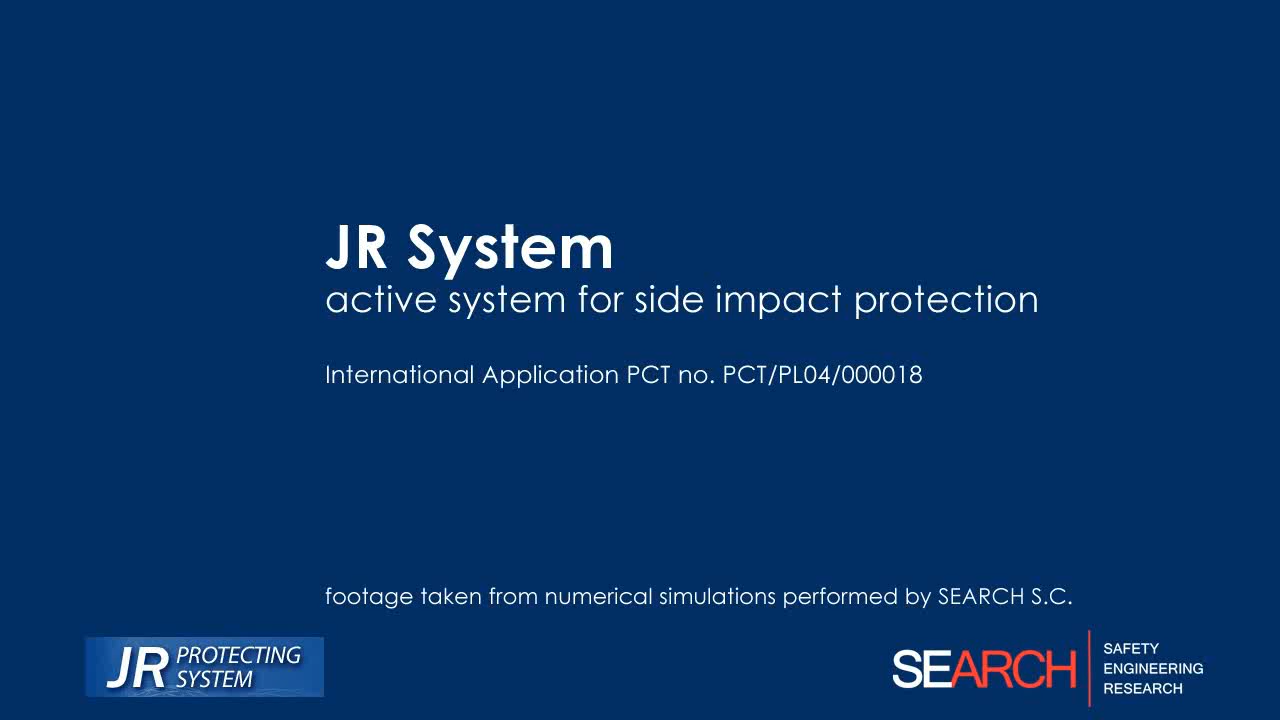 JR System
active system for side impact protection
International Application PCT no. PCT/PL04/000018
footage taken from numerical simulations performed by SEARCH S.C.
JR PROTECTING
SYSTEM
SEARCH
SAFETY
ENGINEERING
RESEARCH